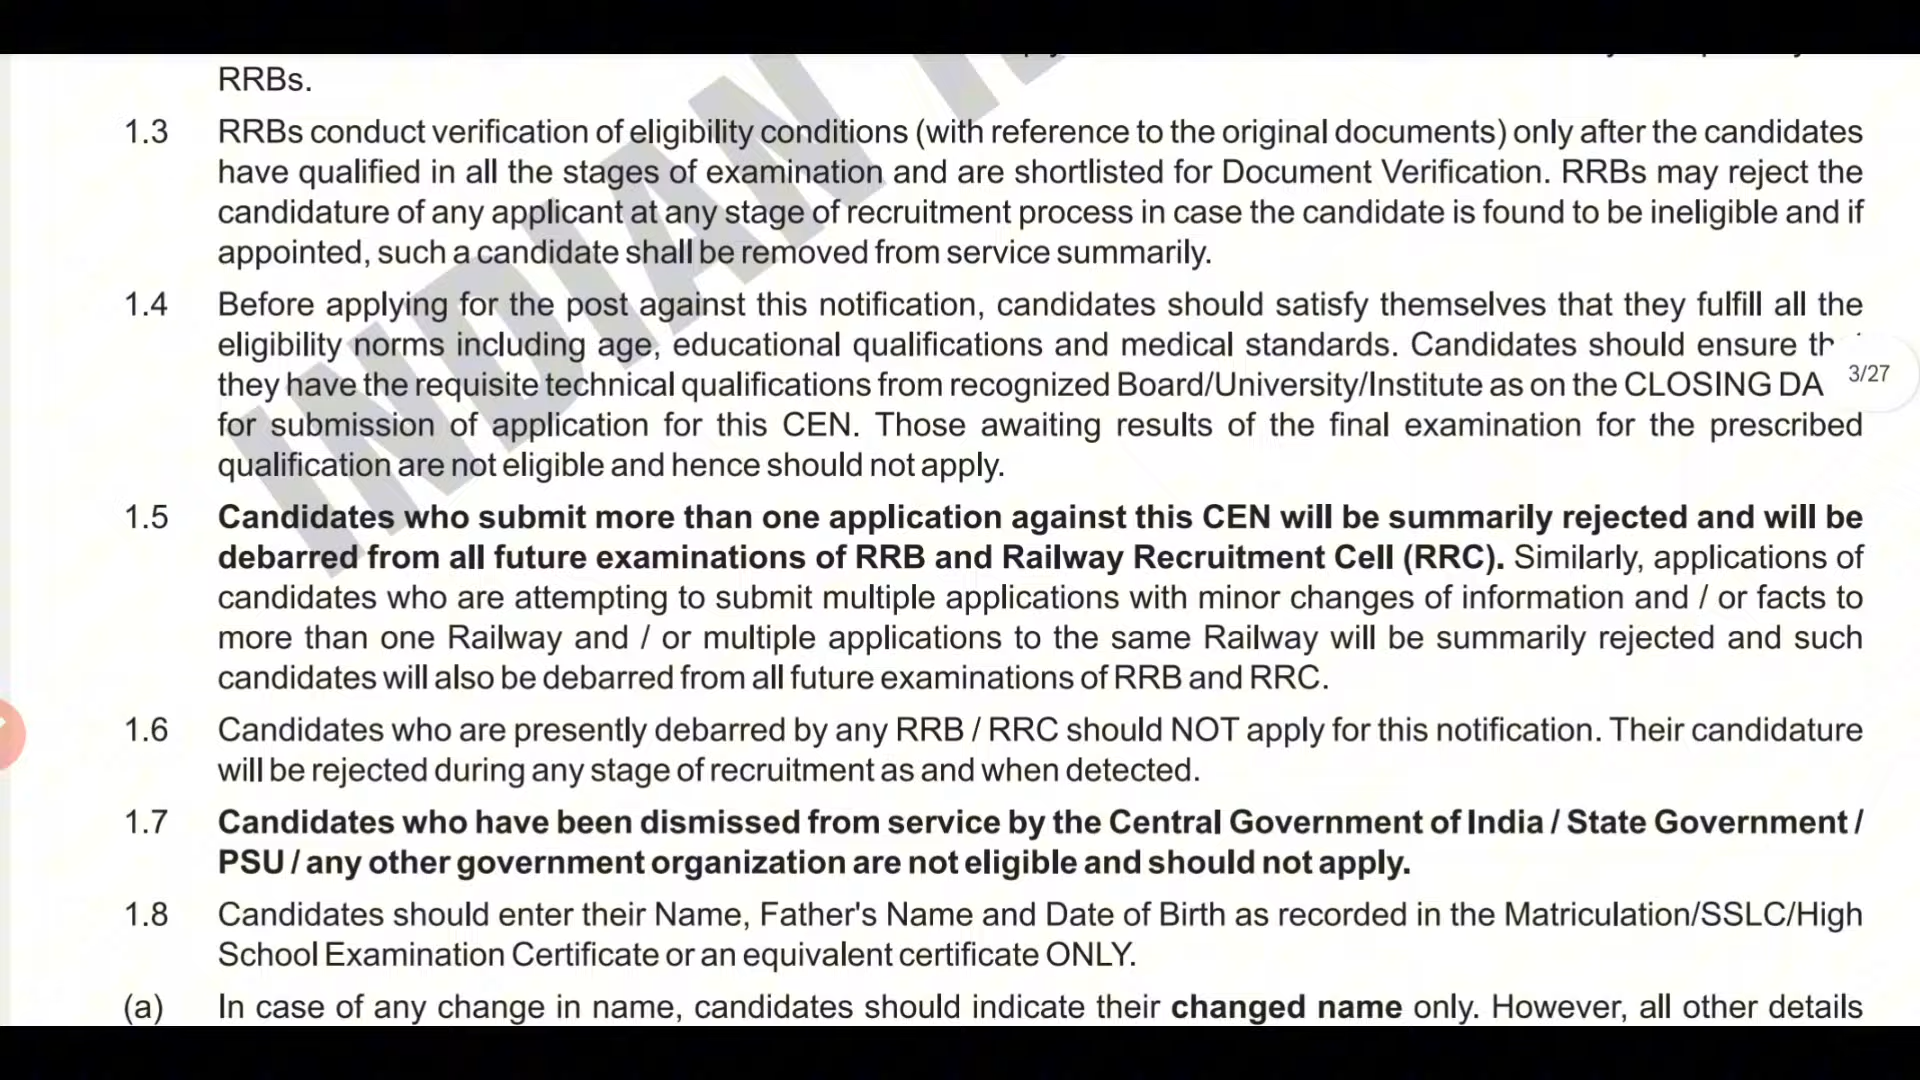 RRBs.
1.3 RRBs conduct verification of eligibility conditions (with reference to the original documents) only after the candidates
have qualified in all the stages of examination and are shortlisted for Document Verification. RRBs may reject the
candidature of any applicant at any stage of recruitment process in case the candidate is found to be ineligible and if
appointed, such a candidate shall be removed from service summarily.
1.4 Before applying for the post against this notification, candidates should satisfy themselves that they fulfill all the
eligibility norms including age, educational qualifications and medical standards. Candidates should ensure
they have the requisite technical qualifications from recognized Board/University/Institute as on the CLOSING DA
3/27
for submission of application for this CEN. Those awaiting results of the final examination for the prescribed
qualification are not eligible and hence should not apply.
1.5 Candidates who submit more than one application against this CEN will be summarily rejected and will be
debarred from all future examinations of RRB and Railway Recruitment Cell (RRC). Similarly, applications of
candidates who are attempting to submit multiple applications with minor changes of information and / or facts to
more than one Railway and / or multiple applications to the same Railway will be summarily rejected and such
candidates will also be debarred from all future examinations of RRB and RRC.
1.6 Candidates who are presently debarred by any RRB / RRC should NOT apply for this notification. Their candidature
will be rejected during any stage of recruitment as and when detected.
1.7 Candidates who have been dismissed from service by the Central Government of India / State Government /
PSU / any other government organization are not eligible and should not apply.
1.8 Candidates should enter their Name, Father's Name and Date of Birth as recorded in the Matriculation/SSLC/High
School Examination Certificate or an equivalent certificate ONLY.
(a) In case of any change in name, candidates should indicate their changed name only. However, all other details
INDIAN